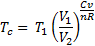 T_c = T_1 (V_1/V_2)^{Cv/nR}